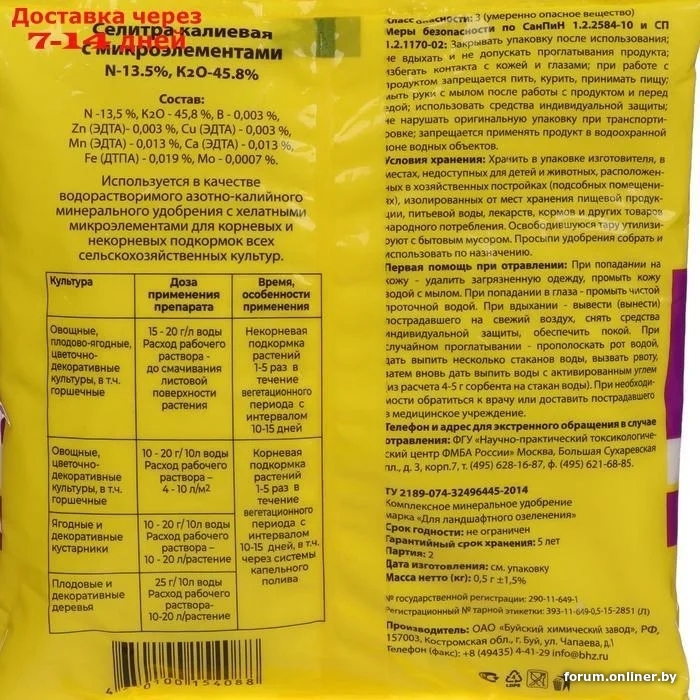 Доставка через
7-14 дней
Селитра калиевая
с микроэлементами
N-13.5%, K2O-45.8%
Состав:
N -13,5 %, K2O - 45,8 %, B - 0,003 %,
Zn (ЭДТА)- 0,003 %, Cu (ЭДТА) - 0,003 %,
Mn (ЭДТА) - 0,013 %, Ca (ЭДТА) - 0,013 %,
Fe (ДТПА) - 0,019 %, Mo - 0,0007 %.
Используется в качестве
водорастворимого азотно-калийного
минерального удобрения с хелатными
микроэлементами для корневых и
некорневых подкормок всех
сельскохозяйственных культур.
Культура
Доза
применения
препарата
Время,
особенности
применения
Овощные,
плодово-ягодные,
цветочно-
декоративные
культуры, в т.ч.
горшечные
15 - 20 г/л воды
Расход рабочего
раствора -
до смачивания
листовой
поверхности
растения
Некорневая
подкормка
растений
1-5 раз в
течение
вегетационного
периода с
интервалом
10-15 дней
Овощные,
цветочно-
декоративные
культуры, в т.ч.
горшечные
10 - 20 г/10л воды
Расход рабочего
раствора –
4 - 10 л/м2
Корневая
подкормка
растений
1-5 раз в
течение
вегетационного
периода с
интервалом
10-15 дней, в т.ч.
через системы
капельного
полива
Ягодные и
декоративные
кустарники
10 - 20 г/10л воды
Расход рабочего
раствора –
10 - 20 л/растение
Плодовые и
декоративные
деревья
25 г/10л воды
Расход рабочего
раствора-
10-20 л/растение
100154088
Класс опасности: 3 (умеренно опасное вещество)
Меры безопасности по СанПиН 1.2.2584-10 и СП
1.2.1170-02: Закрывать упаковку после использования;
не вдыхать и не допускать проглатывания продукта;
избегать контакта с кожей и глазами; при работе с
продуктом запрещается пить, курить, принимать пищу;
мыть руки с мылом после работы с продуктом и перед
едой; использовать средства индивидуальной защиты;
не нарушать оригинальную упаковку при транспорти-
ровке; запрещается применять продукт в водоохранной
зоне водных объектов.
Условия хранения: Хранить в упаковке изготовителя, в
местах, недоступных для детей и животных, расположен-
ных в хозяйственных постройках (подсобных помещени-
ях), изолированных от мест хранения пищевой продук-
ции, питьевой воды, лекарств, кормов и других товаров
народного потребления. Освободившуюся тару утилизи-
руют с бытовым мусором. Просыпи удобрения собрать и
использовать по назначению.
Первая помощь при отравлении: При попадании на
кожу - удалить загрязненную одежду, промыть кожу
водой с мылом. При попадании в глаза - промыть чистой
проточной водой. При вдыхании - вывести (вынести)
пострадавшего на свежий воздух, снять средства
индивидуальной защиты, обеспечить покой. При
случайном проглатывании - прополоскать рот водой,
дать выпить несколько стаканов воды, вызвать рвоту,
затем вновь дать выпить воды с активированным углем
(из расчета 4-5 г сорбента на стакан воды). При необхо-
димости обратиться к врачу или доставить пострадавшего
в медицинское учреждение.
Телефон и адрес для экстренного обращения в случае
отравления: ФГУ «Научно-практический токсикологиче-
ский центр ФМБА России» Москва, Большая Сухаревская
пл., д. 3, корп.7, т. (495) 628-16-87, ф. (495) 621-68-85.
ТУ 2189-074-32496445-2014
Комплексное минеральное удобрение
марка «Для ландшафтного озеленения»
Срок годности: не ограничен
Гарантийный срок хранения: 5 лет
Партия: 2
Дата изготовления: см. упаковку
Масса нетто (кг): 0,5 г ±1,5%
№ государственной регистрации: 290-11-649-1
Регистрационный № тарной этикетки: 393-11-649-0,5-15-2851 (Л)
Производитель: ОАО «Буйский химический завод», РФ,
157003, Костромская обл., г. Буй, ул. Чапаева, д.1
Телефон (факс): +8 (49435) 4-41-29 info@bhz.ru
forum.onliner.by